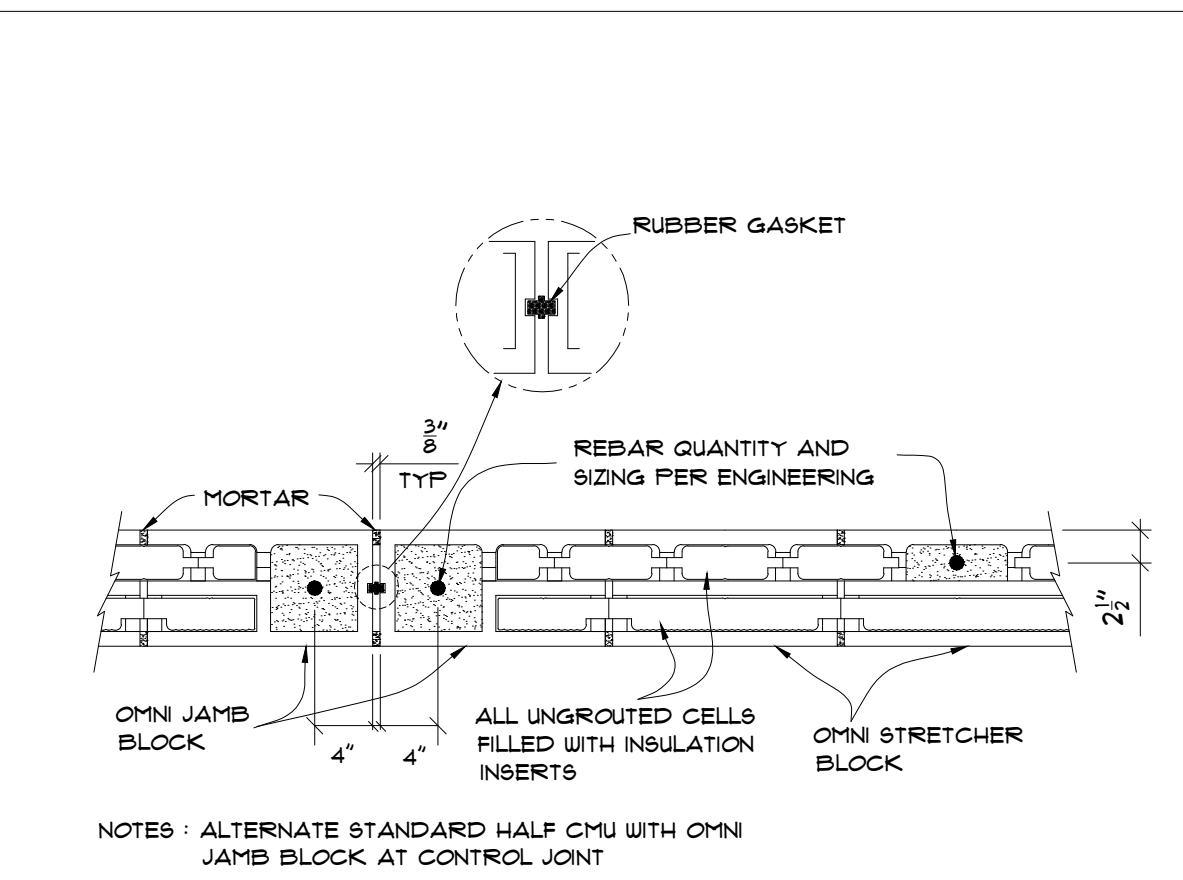 RUBBER GASKET
3/8"
TYP
REBAR QUANTITY AND
SIZING PER ENGINEERING
MORTAR
2 1/2"
OMNI JAMB
BLOCK
4"
4"
ALL UNGROUTED CELLS
FILLED WITH INSULATION
INSERTS
OMNI STRETCHER
BLOCK
NOTES : ALTERNATE STANDARD HALF CMU WITH OMNI
JAMB BLOCK AT CONTROL JOINT